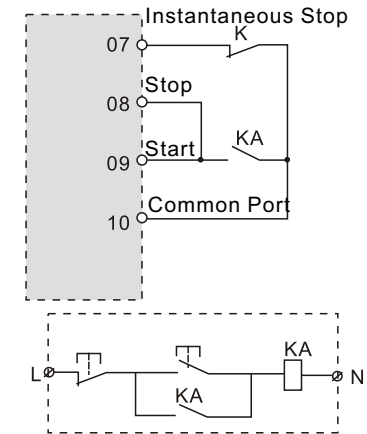 Instantaneous Stop
07
K
Stop
08
KA
Start
09
Common Port
10
KA
L
N
KA